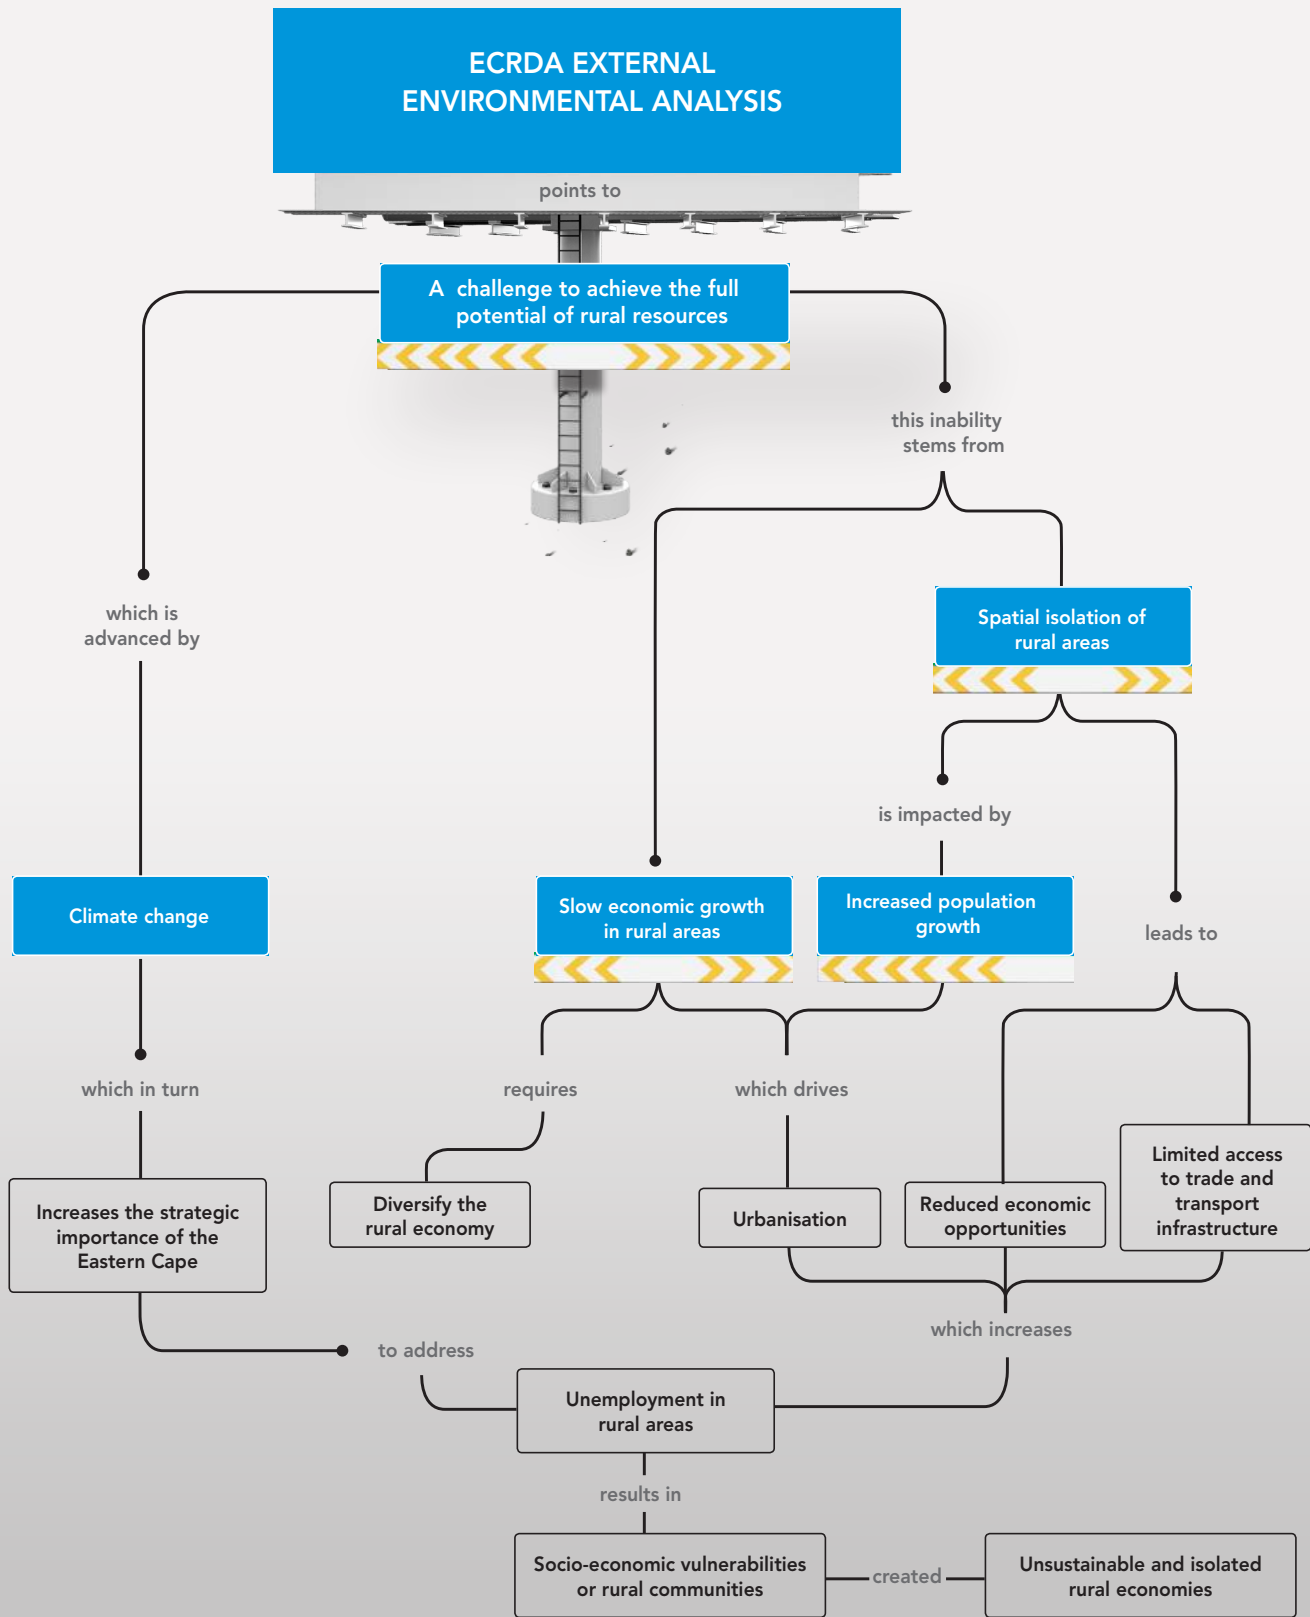 ECRDA EXTERNAL
ENVIRONMENTAL ANALYSIS
points to
A challenge to achieve the full
potential of rural resources
this inability
stems from
which is
advanced by
Spatial isolation of
rural areas
is impacted by
Climate change
Slow economic growth
in rural areas
Increased population
growth
leads to
which in turn
requires
which drives
Increases the strategic
importance of the
Eastern Cape
Diversify the
rural economy
Urbanisation
Reduced economic
opportunities
Limited access
to trade and
transport
infrastructure
which increases
to address
Unemployment in
rural areas
results in
Socio-economic vulnerabilities
or rural communities
created
Unsustainable and isolated
rural economies